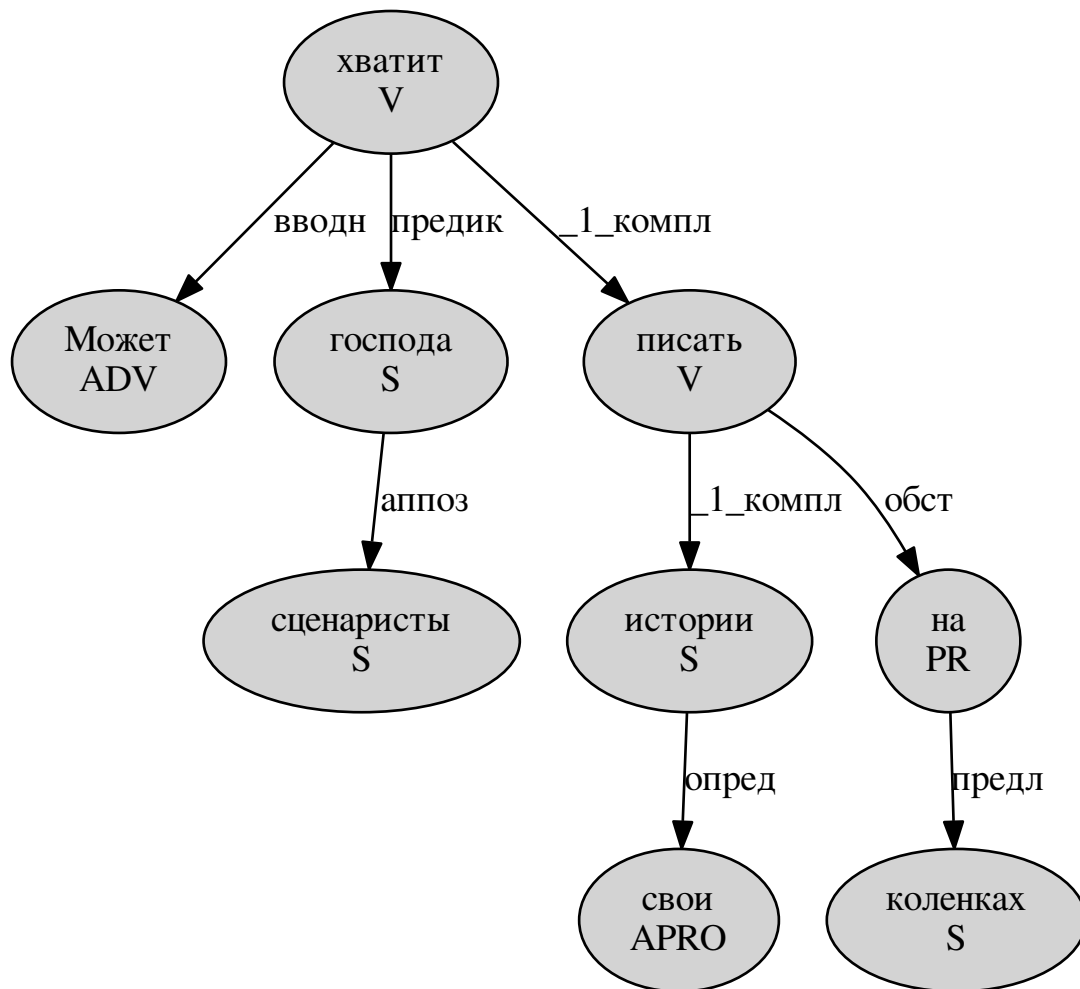 хватит
V
вводн
предик
_1_компл
Может
ADV
господа
S
писать
V
аппоз
_1_компл
обст
сценаристы
S
истории
S
на
PR
опред
предл
свои
APRO
коленках
S